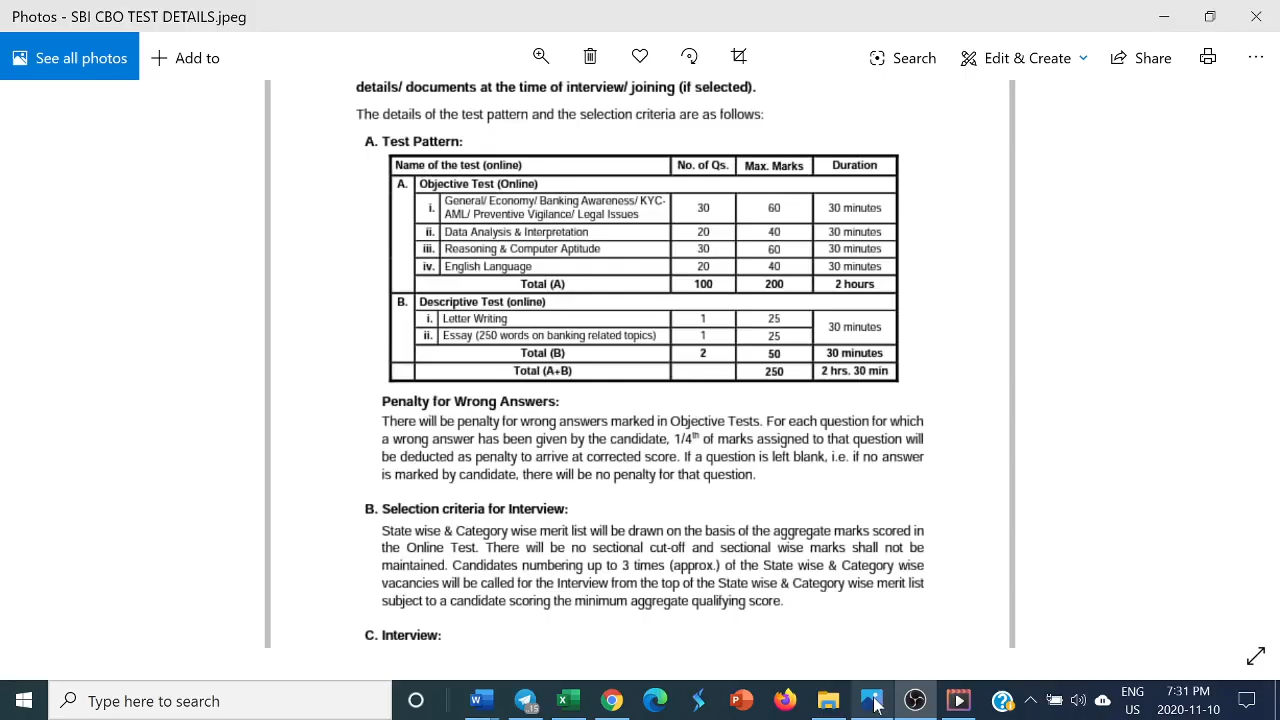 Photos - SBI CBO TEST DETAILS.jpeg
See all photos
Add to
Search
Edit & Create
Share
details/ documents at the time of interview/ joining (if selected).
The details of the test pattern and the selection criteria are as follows:
A. Test Pattern:
Name of the test (online) No. of Qs. Max. Marks Duration
A. Objective Test (Online)
i. General/ Economy/ Banking Awareness/ KYC-
AML/ Preventive Vigilance/ Legal Issues 30 60 30 minutes
ii. Data Analysis & Interpretation 20 40 30 minutes
iii. Reasoning & Computer Aptitude 30 60 30 minutes
iv. English Language 20 40 30 minutes
Total (A) 100 200 2 hours
B. Descriptive Test (online)
i. Letter Writing 1 25
30 minutes
ii. Essay (250 words on banking related topics) 1 25
Total (B) 2 50 30 minutes
Total (A+B) 250 2 hrs. 30 min
Penalty for Wrong Answers:
There will be penalty for wrong answers marked in Objective Tests. For each question for which
a wrong answer has been given by the candidate, 1/4th of marks assigned to that question will
be deducted as penalty to arrive at corrected score. If a question is left blank, i.e. if no answer
is marked by candidate, there will be no penalty for that question.
B. Selection criteria for Interview:
State wise & Category wise merit list will be drawn on the basis of the aggregate marks scored in
the Online Test. There will be no sectional cut-off and sectional wise marks shall not be
maintained. Candidates numbering up to 3 times (approx.) of the State wise & Category wise
vacancies will be called for the Interview from the top of the State wise & Category wise merit list
subject to a candidate scoring the minimum aggregate qualifying score.
C. Interview:
Type here to search
15
ENG
US
7:31 PM
2020-11-10